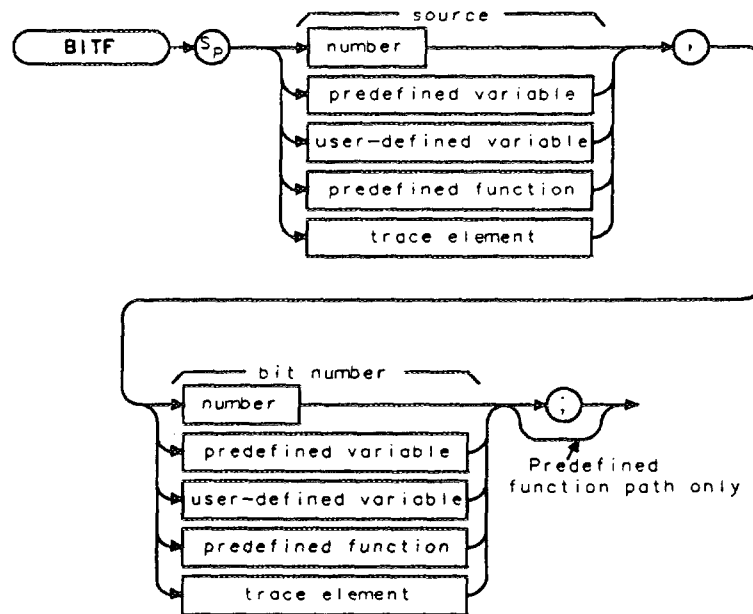 source
BITF Sp number ,
predefined variable
user-defined variable
predefined function
trace element
bit number
number ;
predefined variable
user-defined variable
predefined function
trace element
Predefined
function path only